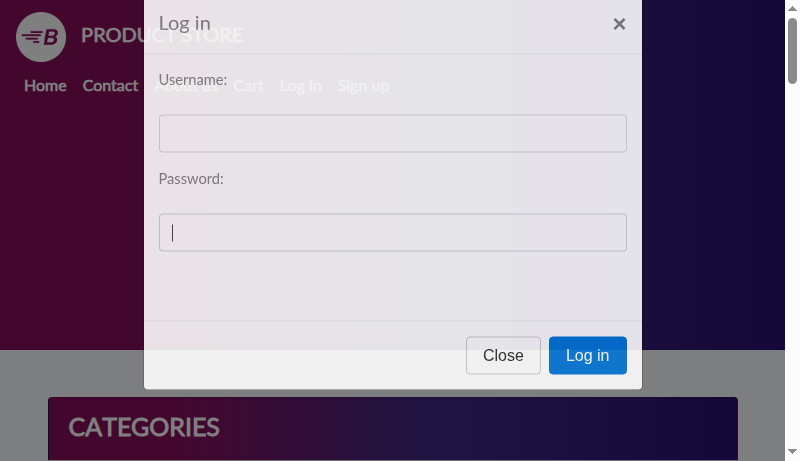 B
PRODUCT STORE
Home Contact About us Cart Log in Sign up
Log in ×
Username:
Password:
Close Log in
CATEGORIES